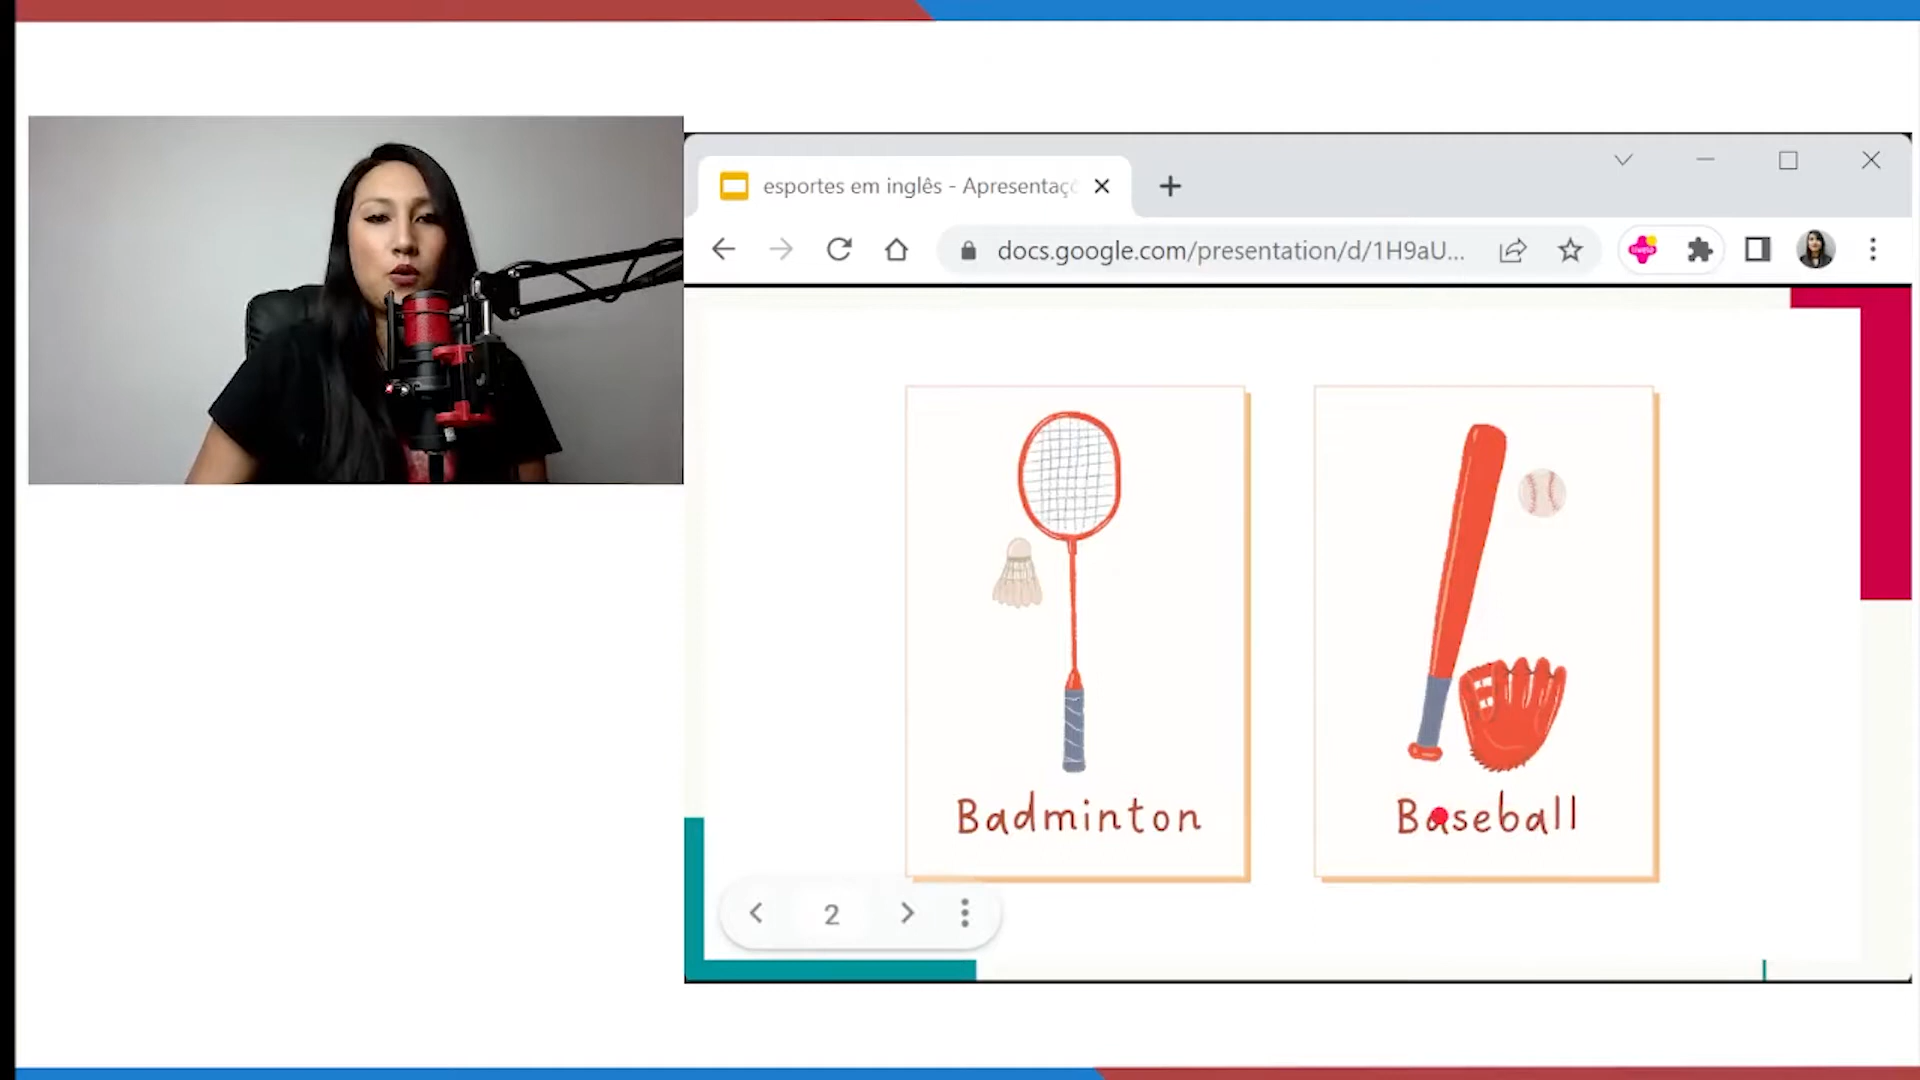 esportes em inglês - Apresentaçã
docs.google.com/presentation/d/1H9aU...
Badminton
Baseball
2